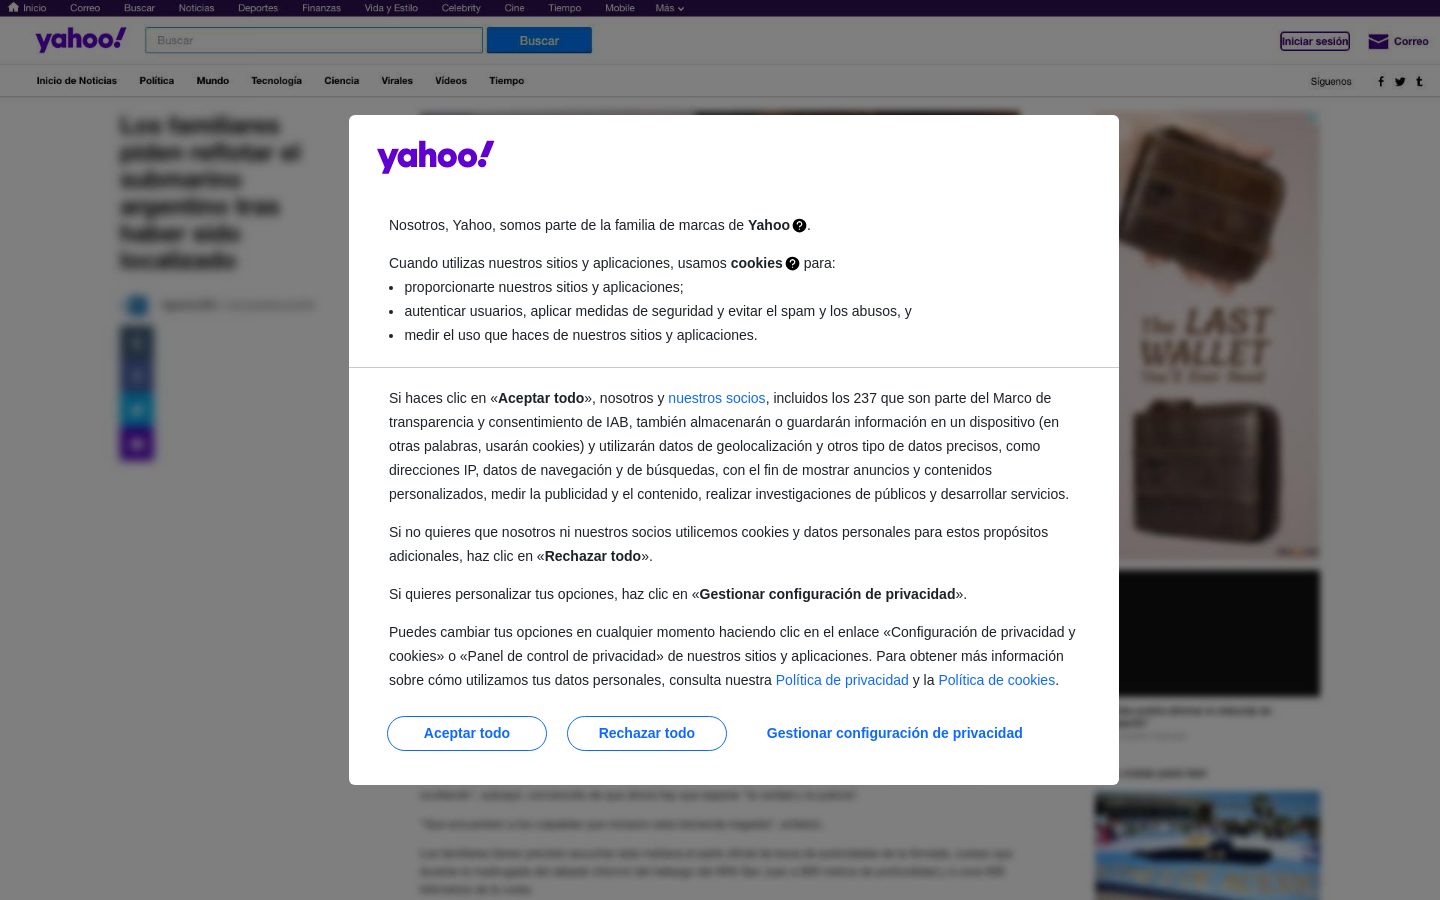 Inicio Correo Buscar Noticias Deportes Finanzas Vida y Estilo Celebrity Cine Tiempo Mobile Más
yahoo!
Buscar
Buscar
Iniciar sesión
Correo
Inicio de Noticias Política Mundo Tecnología Ciencia Virales Vídeos Tiempo
Síguenos
Los familiares
piden reflotar el
submarino
argentino tras
haber sido
localizado
The LAST
WALLET
You'll Ever Need
yahoo!
Nosotros, Yahoo, somos parte de la familia de marcas de Yahoo.
Cuando utilizas nuestros sitios y aplicaciones, usamos cookies para:
• proporcionarte nuestros sitios y aplicaciones;
• autenticar usuarios, aplicar medidas de seguridad y evitar el spam y los abusos, y
• medir el uso que haces de nuestros sitios y aplicaciones.
Si haces clic en «Aceptar todo», nosotros y nuestros socios, incluidos los 237 que son parte del Marco de
transparencia y consentimiento de IAB, también almacenarán o guardarán información en un dispositivo (en
otras palabras, usarán cookies) y utilizarán datos de geolocalización y otros tipo de datos precisos, como
direcciones IP, datos de navegación y de búsquedas, con el fin de mostrar anuncios y contenidos
personalizados, medir la publicidad y el contenido, realizar investigaciones de públicos y desarrollar servicios.
Si no quieres que nosotros ni nuestros socios utilicemos cookies y datos personales para estos propósitos
adicionales, haz clic en «Rechazar todo».
Si quieres personalizar tus opciones, haz clic en «Gestionar configuración de privacidad».
Puedes cambiar tus opciones en cualquier momento haciendo clic en el enlace «Configuración de privacidad y
cookies» o «Panel de control de privacidad» de nuestros sitios y aplicaciones. Para obtener más información
sobre cómo utilizamos tus datos personales, consulta nuestra Política de privacidad y la Política de cookies.
Aceptar todo
Rechazar todo
Gestionar configuración de privacidad